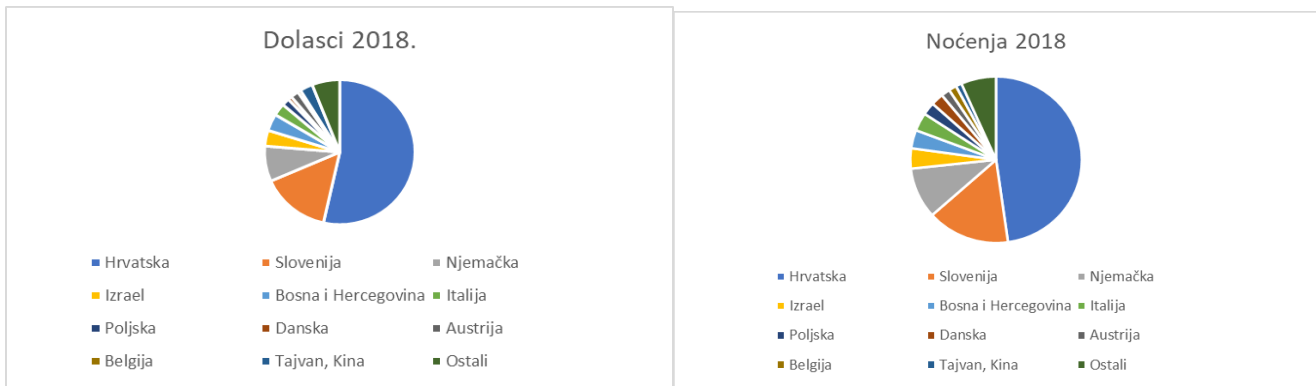 Dolasci 2018.
Hrvatska Slovenija Njemačka
Izrael Bosna i Hercegovina Italija
Poljska Danska Austrija
Belgija Tajvan, Kina Ostali
Noćenja 2018
Hrvatska Slovenija Njemačka
Izrael Bosna i Hercegovina Italija
Poljska Danska Austrija
Belgija Tajvan, Kina Ostali